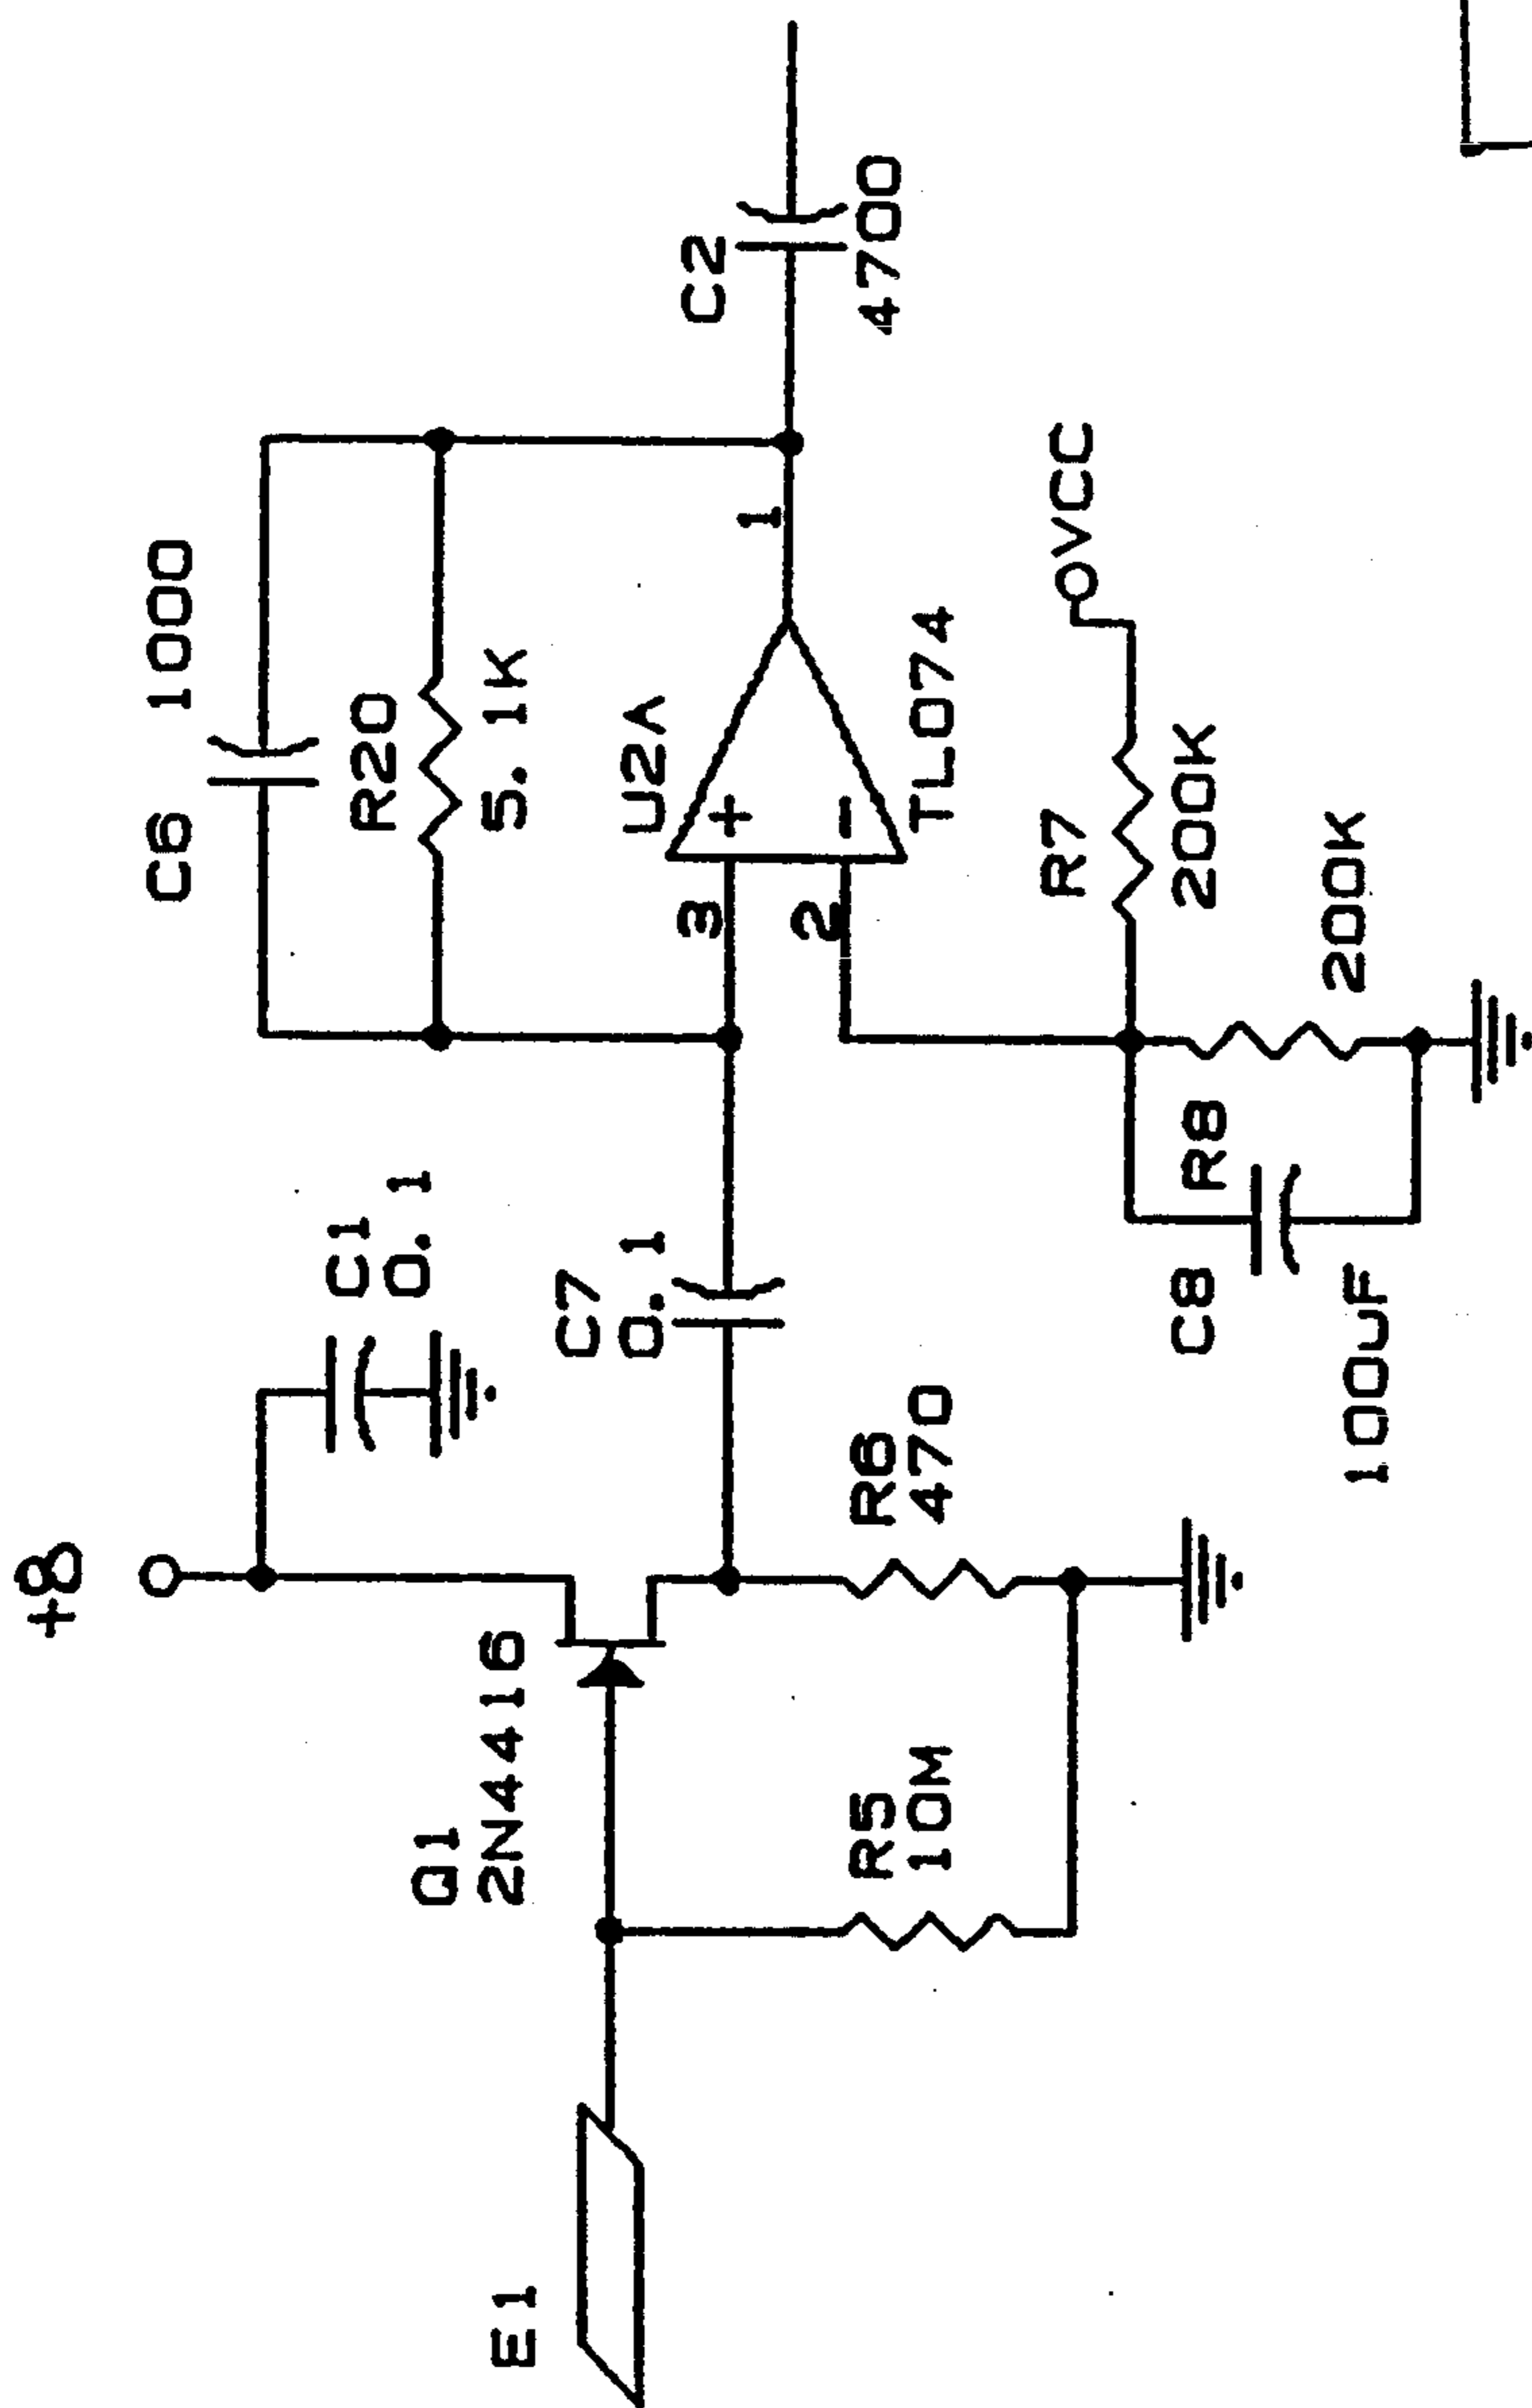 +8
C6 1000
R20
5.1K
C1
0.1
C2
4700
Q1
2N4416
C7
0.1
U2A
3
+
1
2
-
TL074
E1
R5
10M
R6
470
R7
200K
VCC
C8
R8
200K
100UF